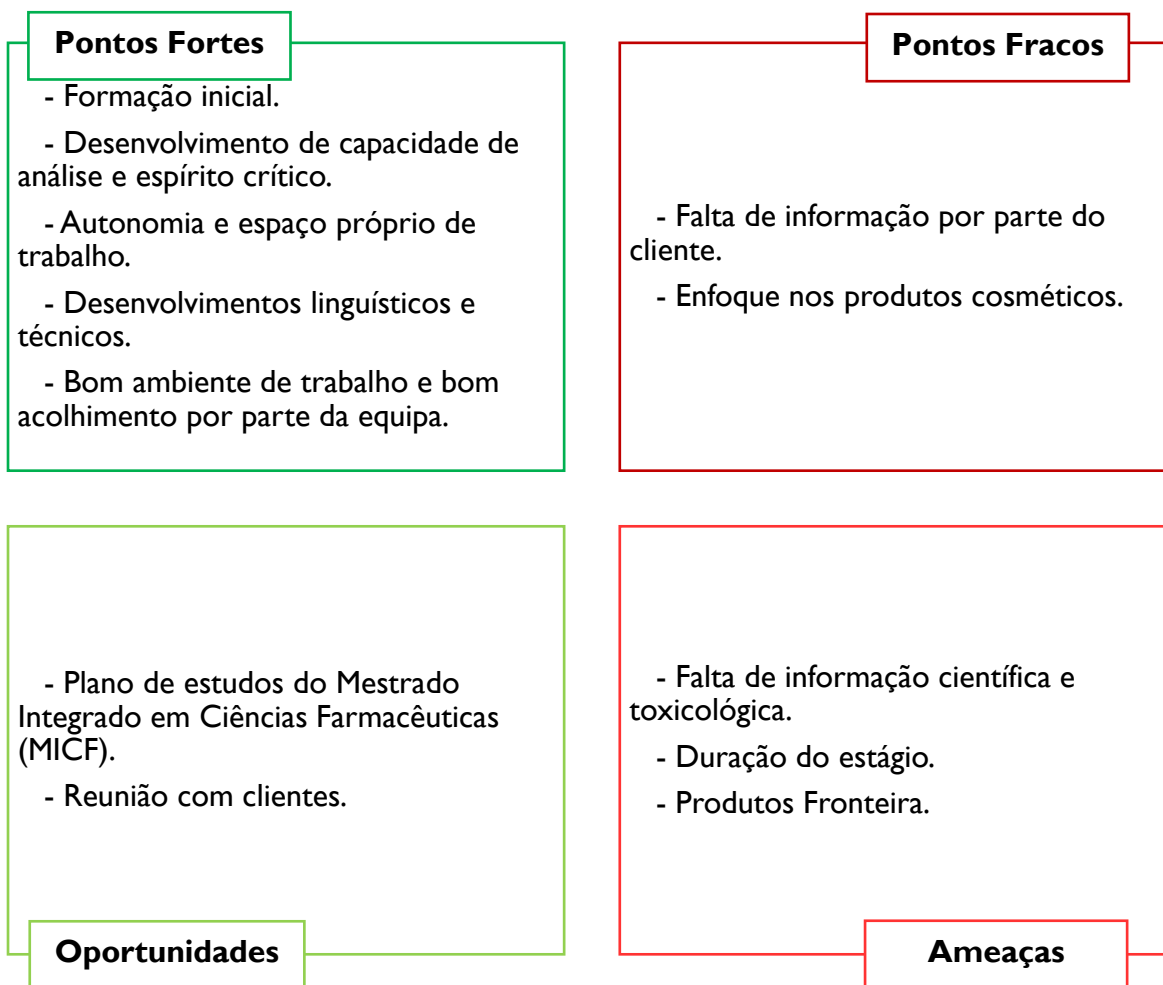 Pontos Fortes
- Formação inicial.
- Desenvolvimento de capacidade de
análise e espírito crítico.
- Autonomia e espaço próprio de
trabalho.
- Desenvolvimentos linguísticos e
técnicos.
- Bom ambiente de trabalho e bom
acolhimento por parte da equipa.
Pontos Fracos
- Falta de informação por parte do
cliente.
- Enfoque nos produtos cosméticos.
- Plano de estudos do Mestrado
Integrado em Ciências Farmacêuticas
(MICF).
- Reunião com clientes.
Oportunidades
- Falta de informação científica e
toxicológica.
- Duração do estágio.
- Produtos Fronteira.
Ameaças